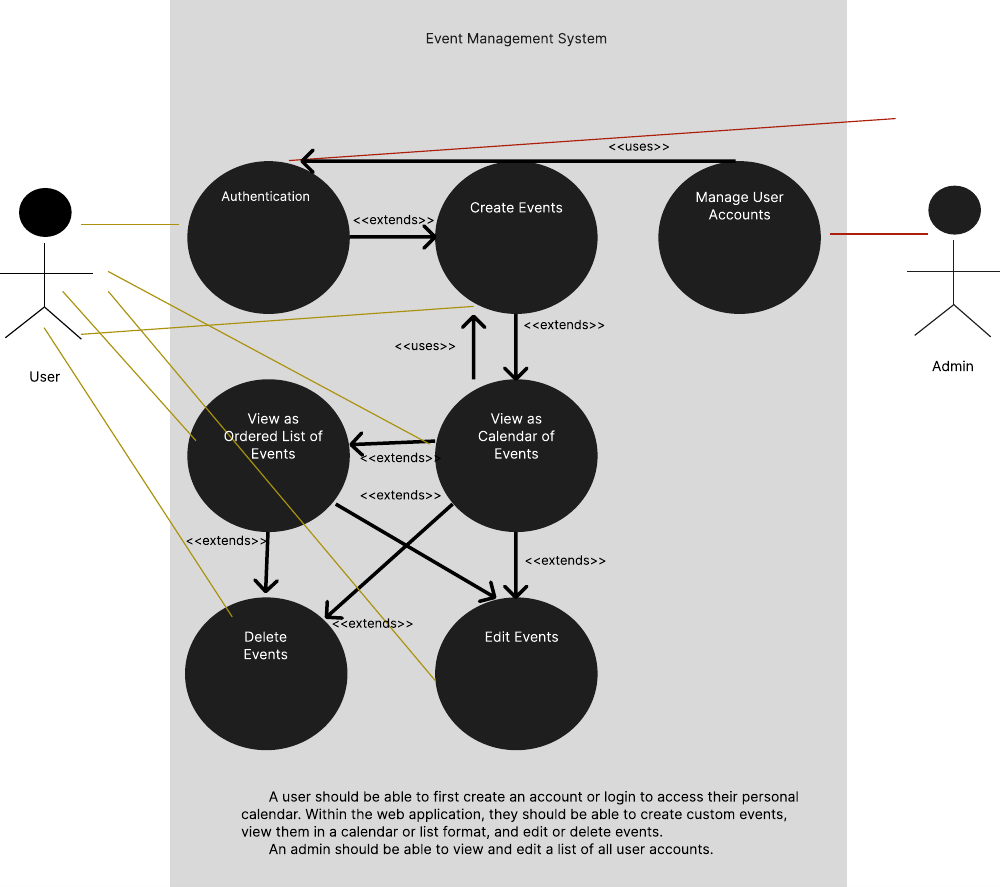 Event Management System
<<uses>>
Authentication
Create Events
Manage User
Accounts
<<extends>>
<<extends>>
<<uses>>
User
Admin
View as
Ordered List of
Events
View as
Calendar of
Events
<<extends>>
<<extends>>
<<extends>>
<<extends>>
<<extends>>
Delete
Events
Edit Events
A user should be able to first create an account or login to access their personal
calendar. Within the web application, they should be able to create custom events,
view them in a calendar or list format, and edit or delete events.
An admin should be able to view and edit a list of all user accounts.